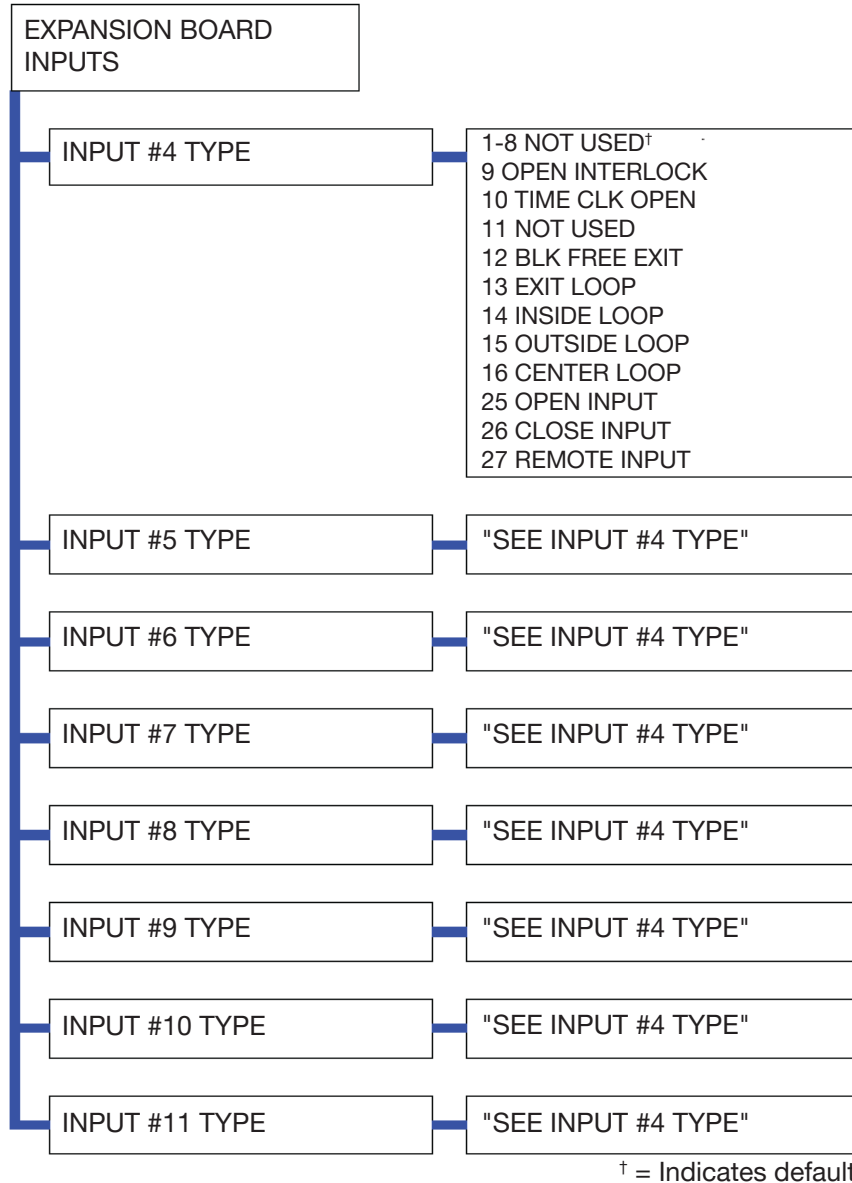 EXPANSION BOARD
INPUTS
INPUT #4 TYPE
1-8 NOT USED†
9 OPEN INTERLOCK
10 TIME CLK OPEN
11 NOT USED
12 BLK FREE EXIT
13 EXIT LOOP
14 INSIDE LOOP
15 OUTSIDE LOOP
16 CENTER LOOP
25 OPEN INPUT
26 CLOSE INPUT
27 REMOTE INPUT
INPUT #5 TYPE
"SEE INPUT #4 TYPE"
INPUT #6 TYPE
"SEE INPUT #4 TYPE"
INPUT #7 TYPE
"SEE INPUT #4 TYPE"
INPUT #8 TYPE
"SEE INPUT #4 TYPE"
INPUT #9 TYPE
"SEE INPUT #4 TYPE"
INPUT #10 TYPE
"SEE INPUT #4 TYPE"
INPUT #11 TYPE
"SEE INPUT #4 TYPE"
† = Indicates default